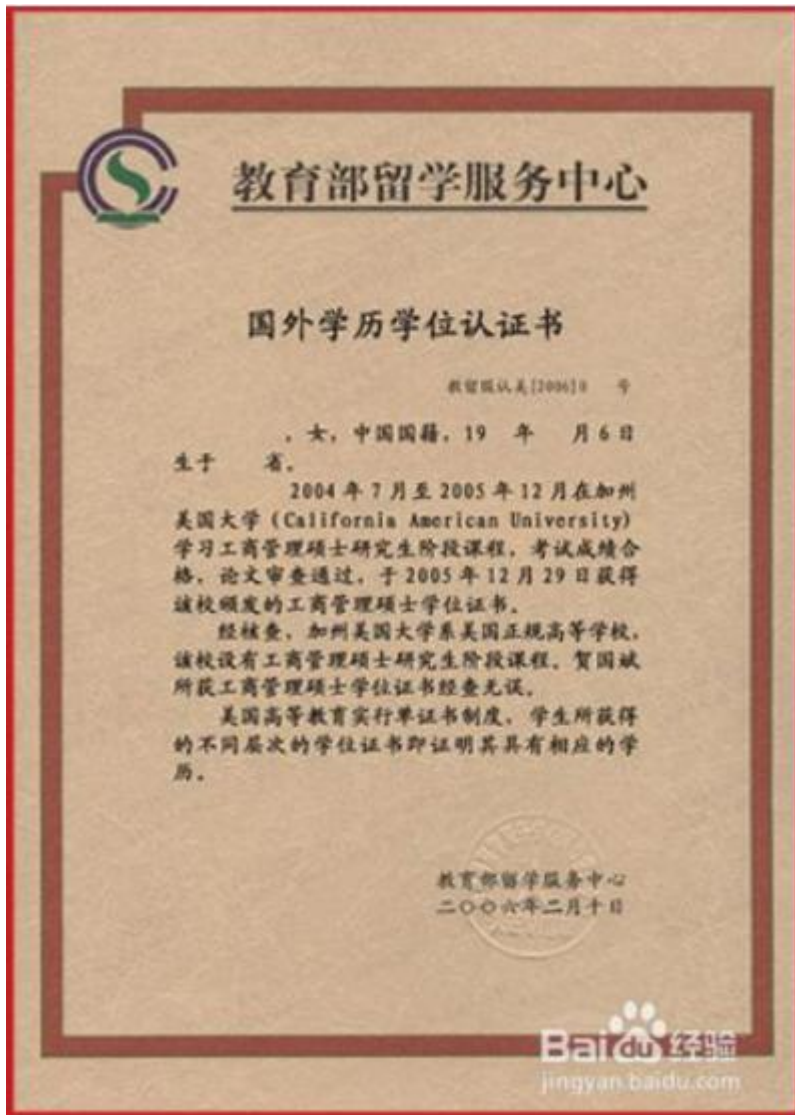 教育部留学服务中心
国外学历学位认证书
教留服认美[2006]0 号
，女，中国国籍，19 年 月6日
生于 省。
2004年7月至2005年12月在加州
美国大学（California American University）
学习工商管理硕士研究生阶段课程，考试成绩合
格，论文审查通过，于2005年12月29日获得
该校颁发的工商管理硕士学位证书。
经核查，加州美国大学系美国正规高等学校，
该校设有工商管理硕士研究生阶段课程，贺国斌
所获工商管理硕士学位证书经查无误。
美国高等教育实行单证书制度，学生所获得
的不同层次的学位证书即证明其具有相应的学
历。
教育部留学服务中心
二〇〇六年二月十日
Baidu 经验
jingyan.baidu.com